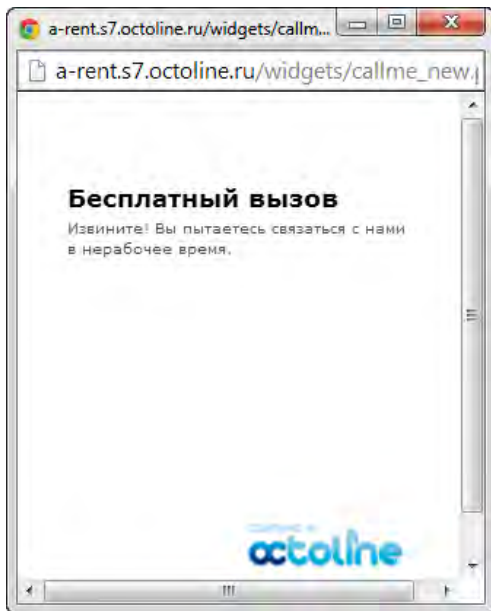 a-rent.s7.octoline.ru/widgets/callm...
a-rent.s7.octoline.ru/widgets/callme_new.
Бесплатный вызов
Извините! Вы пытаетесь связаться с нами
в нерабочее время.
octoline